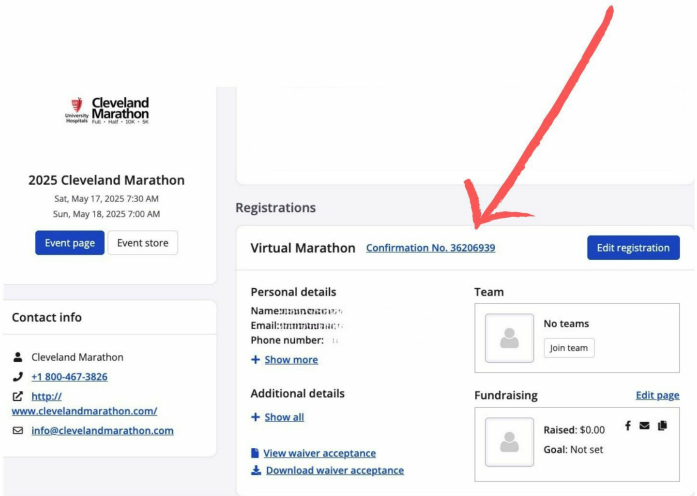 Cleveland
Marathon
University
Hospitals
Full • Half • 10K • 5K
2025 Cleveland Marathon
Sat, May 17, 2025 7:30 AM
Sun, May 18, 2025 7:00 AM
Event page
Event store
Contact info
Cleveland Marathon
+1 800-467-3826
http://
www.clevelandmarathon.com/
info@clevelandmarathon.com
Registrations
Virtual Marathon Confirmation No. 36206939
Edit registration
Personal details
Name:
Email:
Phone number:
+ Show more
Additional details
+ Show all
View waiver acceptance
Download waiver acceptance
Team
No teams
Join team
Fundraising
Edit page
Raised: $0.00
Goal: Not set